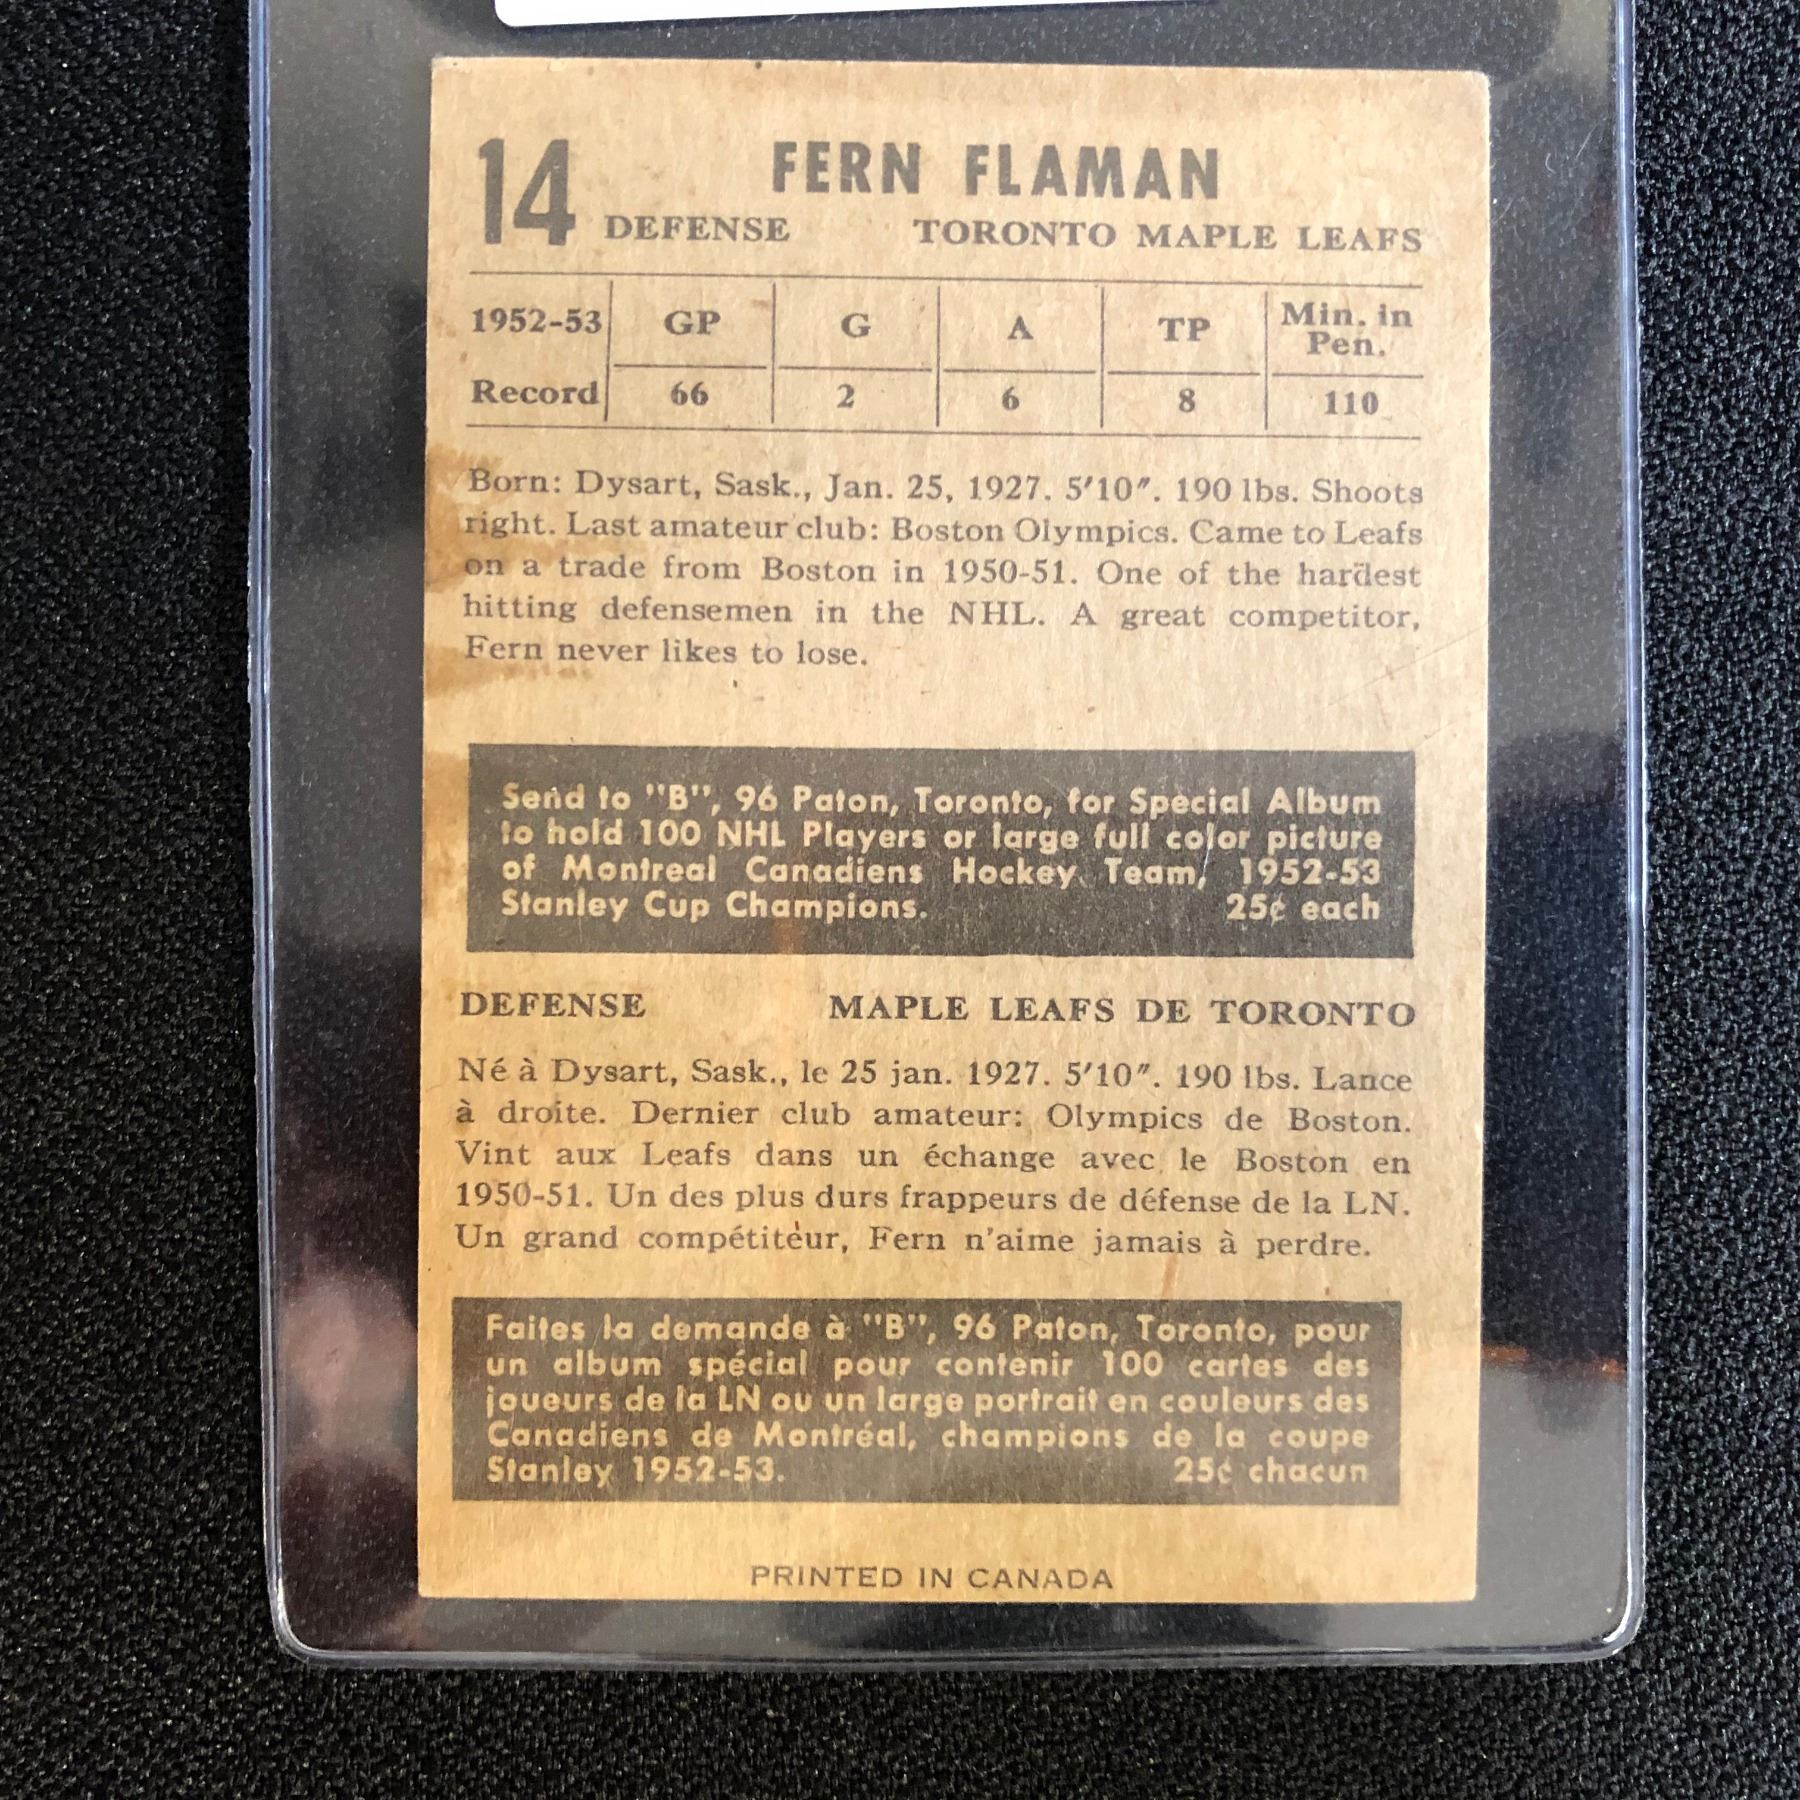 14 FERN FLAMAN
DEFENSE TORONTO MAPLE LEAFS
1952-53 GP G A TP Min. in Pen.
Record 66 2 6 8 110
Born: Dysart, Sask., Jan. 25, 1927. 5′10″. 190 lbs. Shoots
right. Last amateur club: Boston Olympics. Came to Leafs
on a trade from Boston in 1950-51. One of the hardest
hitting defensemen in the NHL. A great competitor,
Fern never likes to lose.
Send to "B", 96 Paton, Toronto, for Special Album
to hold 100 NHL Players or large full color picture
of Montreal Canadiens Hockey Team, 1952-53
Stanley Cup Champions. 25¢ each
DEFENSE MAPLE LEAFS DE TORONTO
Né à Dysart, Sask., le 25 jan. 1927. 5′10″. 190 lbs. Lance
à droite. Dernier club amateur: Olympics de Boston.
Vint aux Leafs dans un échange avec le Boston en
1950-51. Un des plus durs frappeurs de défense de la LN.
Un grand compétiteur, Fern n'aime jamais à perdre.
Faites la demande à "B", 96 Paton, Toronto, pour
un album spécial pour contenir 100 cartes des
joueurs de la LN ou un large portrait en couleurs des
Canadiens de Montréal, champions de la coupe
Stanley 1952-53. 25¢ chacun
PRINTED IN CANADA